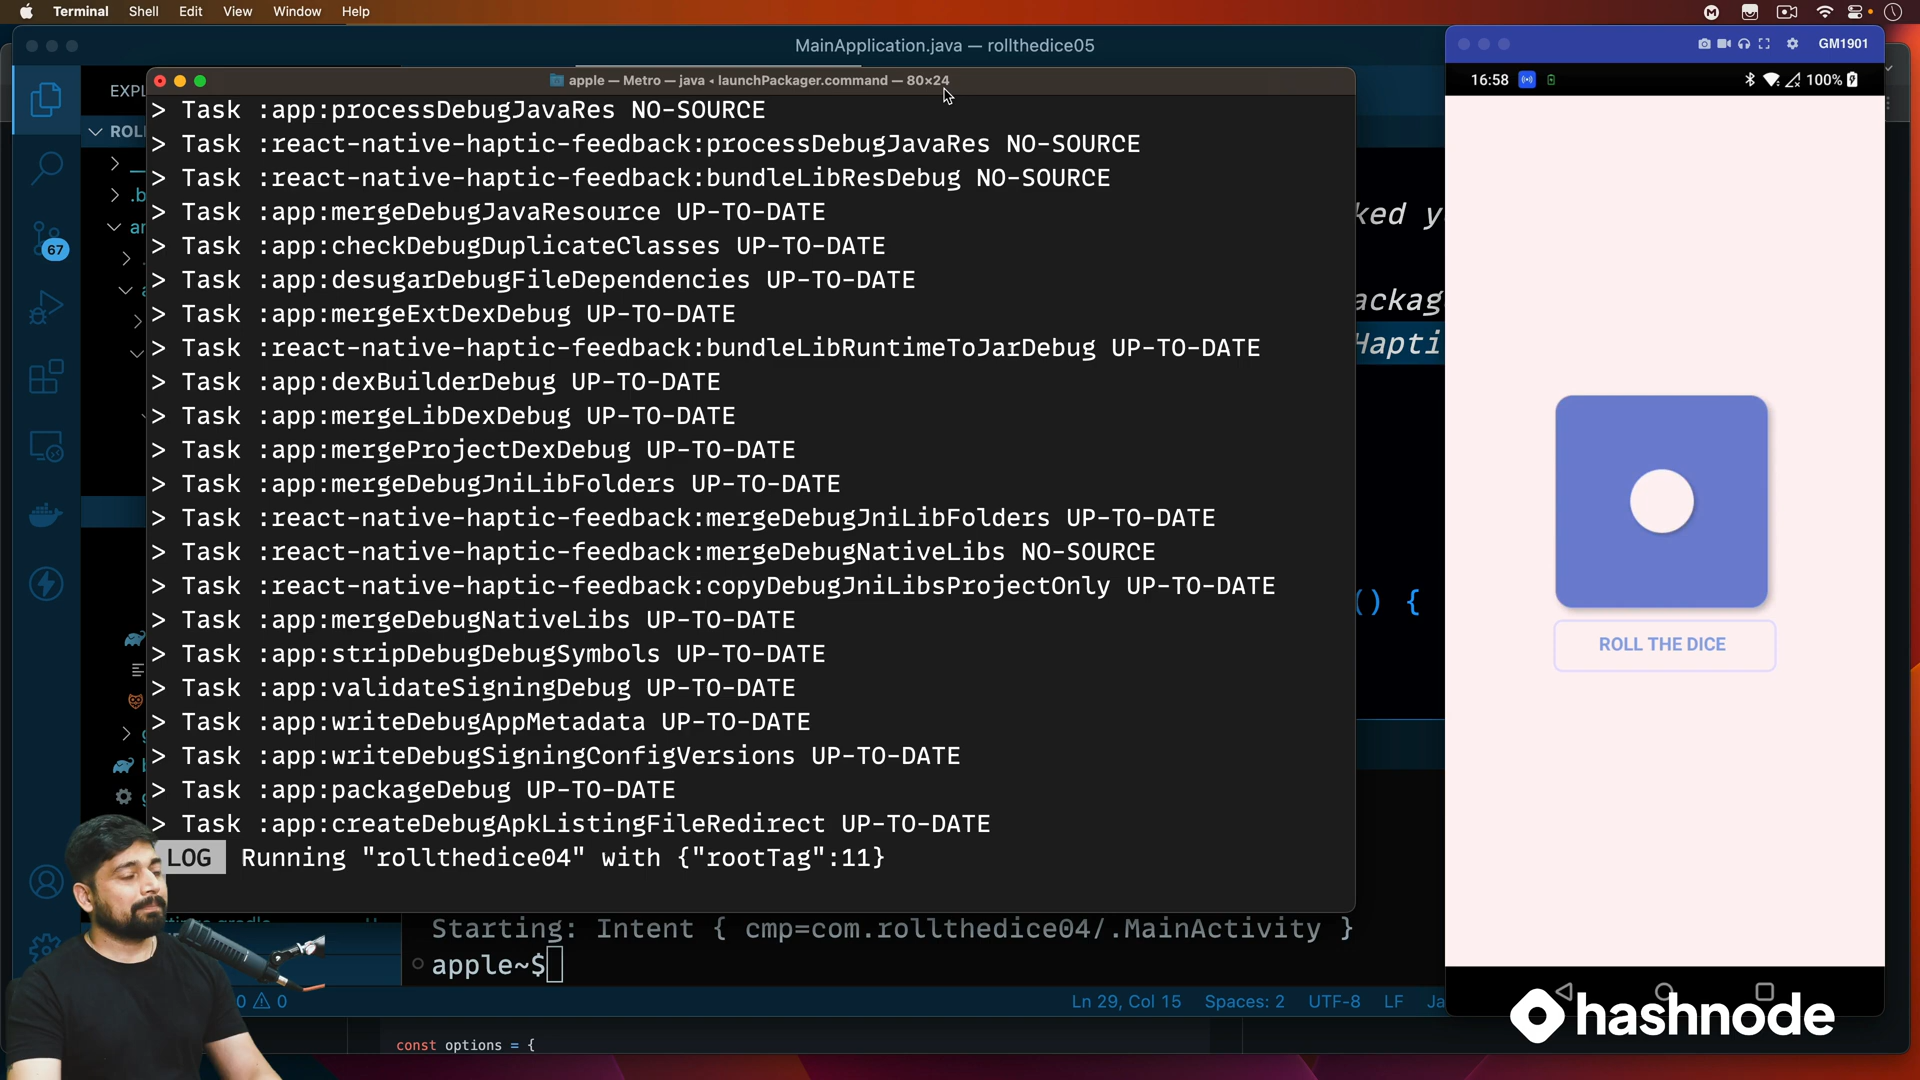 Terminal Shell Edit View Window Help
MainApplication.java — rollthedice05
GM1901
apple — Metro — java ◂ launchPackager.command — 80×24
16:58
100%
EXPL
ROLL
67
> Task :app:processDebugJavaRes NO-SOURCE
> Task :react-native-haptic-feedback:processDebugJavaRes NO-SOURCE
> Task :react-native-haptic-feedback:bundleLibResDebug NO-SOURCE
> Task :app:mergeDebugJavaResource UP-TO-DATE
> Task :app:checkDebugDuplicateClasses UP-TO-DATE
> Task :app:desugarDebugFileDependencies UP-TO-DATE
> Task :app:mergeExtDexDebug UP-TO-DATE
> Task :react-native-haptic-feedback:bundleLibRuntimeToJarDebug UP-TO-DATE
> Task :app:dexBuilderDebug UP-TO-DATE
> Task :app:mergeLibDexDebug UP-TO-DATE
> Task :app:mergeProjectDexDebug UP-TO-DATE
> Task :app:mergeDebugJniLibFolders UP-TO-DATE
> Task :react-native-haptic-feedback:mergeDebugJniLibFolders UP-TO-DATE
> Task :react-native-haptic-feedback:mergeDebugNativeLibs NO-SOURCE
> Task :react-native-haptic-feedback:copyDebugJniLibsProjectOnly UP-TO-DATE
> Task :app:mergeDebugNativeLibs UP-TO-DATE
> Task :app:stripDebugDebugSymbols UP-TO-DATE
> Task :app:validateSigningDebug UP-TO-DATE
> Task :app:writeDebugAppMetadata UP-TO-DATE
> Task :app:writeDebugSigningConfigVersions UP-TO-DATE
> Task :app:packageDebug UP-TO-DATE
> Task :app:createDebugApkListingFileRedirect UP-TO-DATE
LOG Running "rollthedice04" with {"rootTag":11}
ked y
ackag
Hapti
() {
ROLL THE DICE
Starting: Intent { cmp=com.rollthedice04/.MainActivity }
apple~$
0 0
Ln 29, Col 15 Spaces: 2 UTF-8 LF Ja
const options = {
hashnode